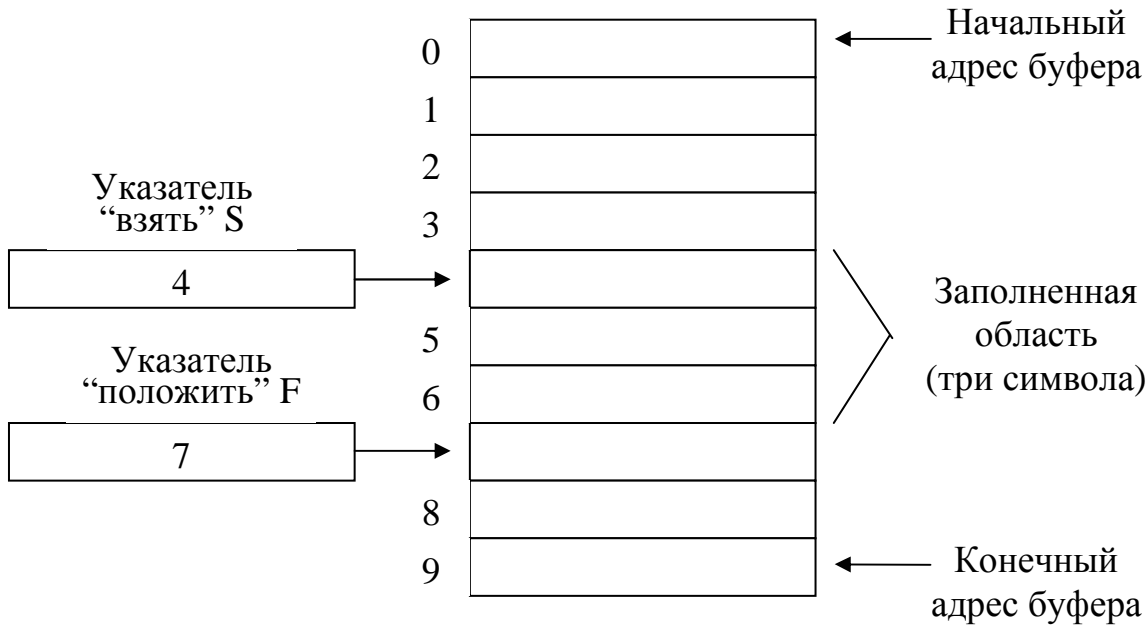 Начальный
адрес буфера
0
1
2
3
Указатель
“взять” S
4
5
6
Заполненная
область
(три символа)
Указатель
“положить” F
7
8
9
Конечный
адрес буфера